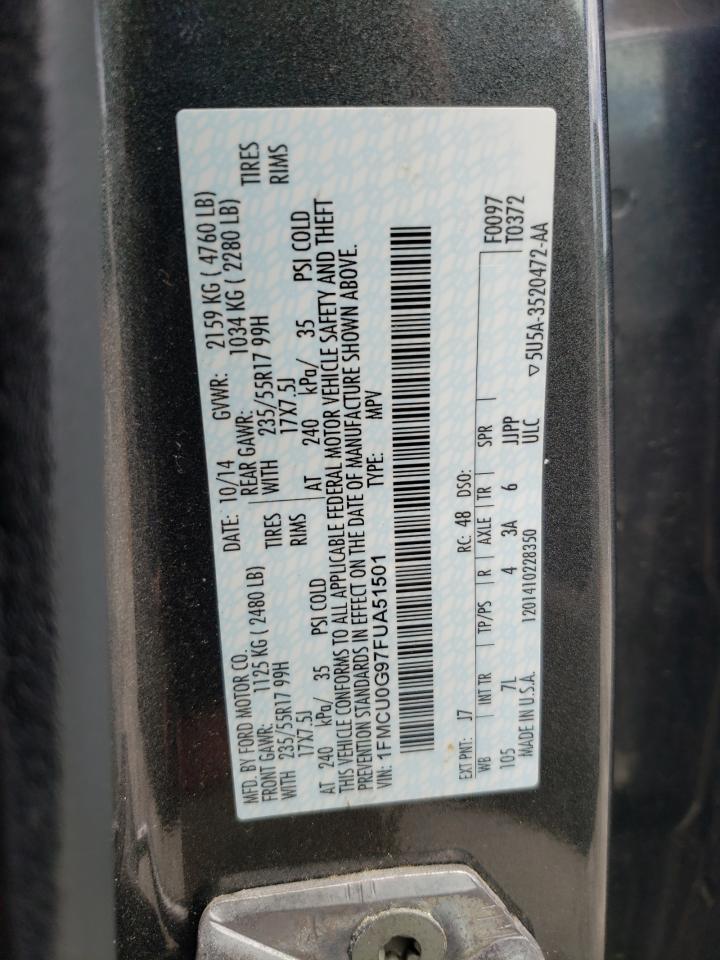 MFD. BY FORD MOTOR CO.
DATE: 10/14 GVWR: 2159 KG ( 4760 LB)
FRONT GAWR: 1125 KG ( 2480 LB)
REAR GAWR: 1034 KG ( 2280 LB)
WITH 235/55R17 99H TIRES
WITH 235/55R17 99H TIRES
17X7.5J RIMS
17X7.5J RIMS
AT 240 kPa/ 35 PSI COLD
AT 240 kPa/ 35 PSI COLD
THIS VEHICLE CONFORMS TO ALL APPLICABLE FEDERAL MOTOR VEHICLE SAFETY AND THEFT
PREVENTION STANDARDS IN EFFECT ON THE DATE OF MANUFACTURE SHOWN ABOVE.
VIN: 1FMCU0G97FUA51501 TYPE: MPV
EXT PNT: J7 RC: 48 DSO: F0097
T0372
WB INT TR TP/PS R AXLE TR SPR
105 7L 4 3A 6 JJPP
MADE IN U.S.A. 1201410228350 ULC
▽5U5A-3520472-AA